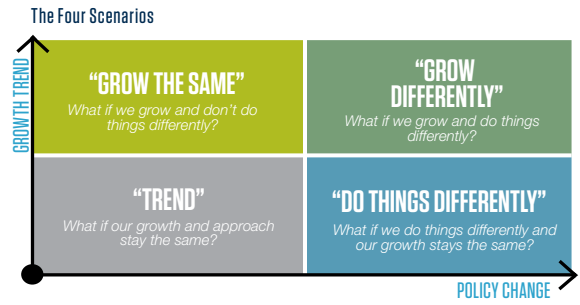 The Four Scenarios
GROWTH TREND
“GROW THE SAME”
What if we grow and don’t do
things differently?
“GROW
DIFFERENTLY”
What if we grow and do things
differently?
“TREND”
What if our growth and approach
stay the same?
“DO THINGS DIFFERENTLY”
What if we do things differently and
our growth stays the same?
POLICY CHANGE